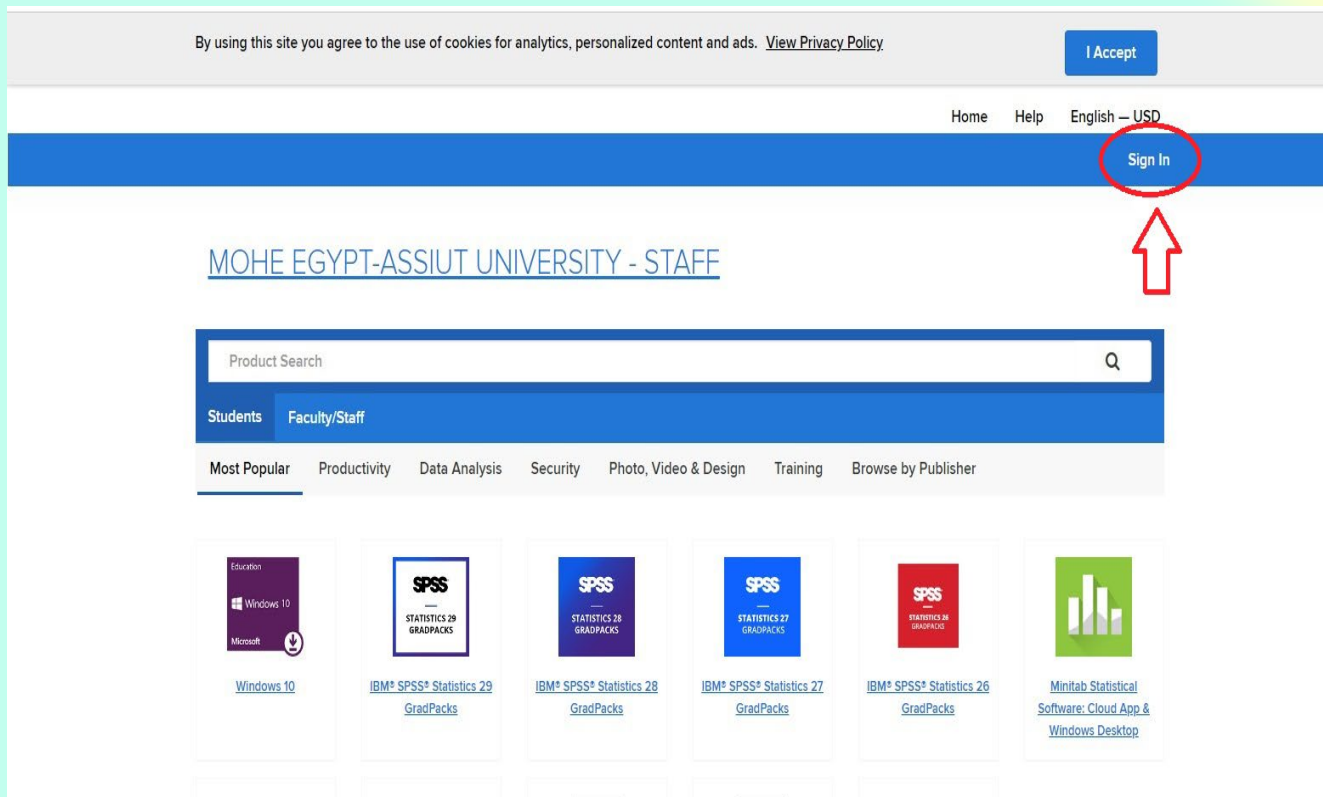 By using this site you agree to the use of cookies for analytics, personalized content and ads. View Privacy Policy
I Accept
Home Help English — USD
Sign In
MOHE EGYPT-ASSIUT UNIVERSITY - STAFF
Product Search
Students Faculty/Staff
Most Popular Productivity Data Analysis Security Photo, Video & Design Training Browse by Publisher
Education
Windows 10
Microsoft
Windows 10
SPSS
STATISTICS 29
GRADPACKS
IBM® SPSS® Statistics 29
GradPacks
SPSS
STATISTICS 28
GRADPACKS
IBM® SPSS® Statistics 28
GradPacks
SPSS
STATISTICS 27
GRADPACKS
IBM® SPSS® Statistics 27
GradPacks
SPSS
STATISTICS 26
GRADPACKS
IBM® SPSS® Statistics 26
GradPacks
Minitab Statistical
Software: Cloud App &
Windows Desktop